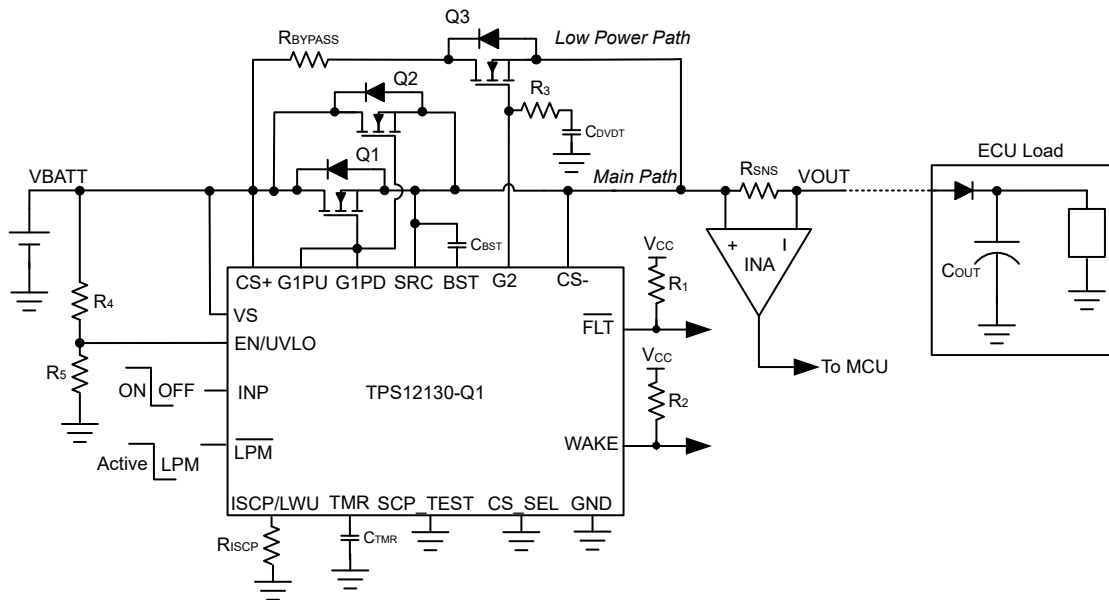 Q3
Low Power Path
RBYPASS
Q2
R3
CDVDT
Q1
ECU Load
VBATT
Main Path
RSNS
VOUT
CBST
VCC
+
INA
COUT
CS+ G1PU G1PD SRC BST G2 CS-
R1
R4
VS
FLT
EN/UVLO
VCC
R5
To MCU
ON OFF
INP
TPS12130-Q1
R2
WAKE
LPM
Active LPM
ISCP/LWU TMR SCP_TEST CS_SEL GND
RISCP
CTMR